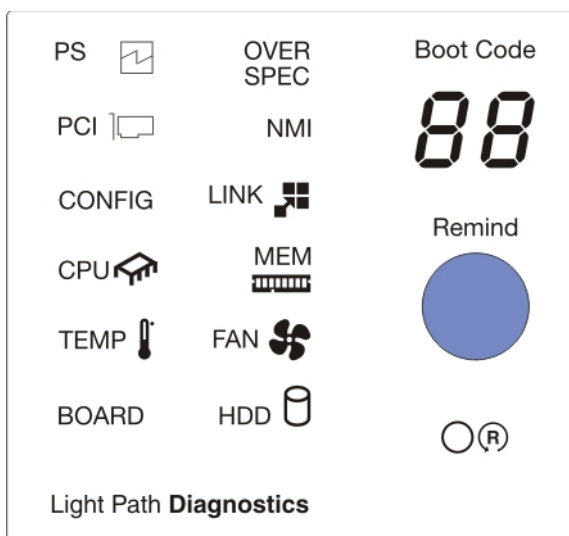 PS
OVER
SPEC
Boot Code
88
PCI
NMI
CONFIG
LINK
Remind
CPU
MEM
TEMP
FAN
BOARD
HDD
R
Light Path Diagnostics